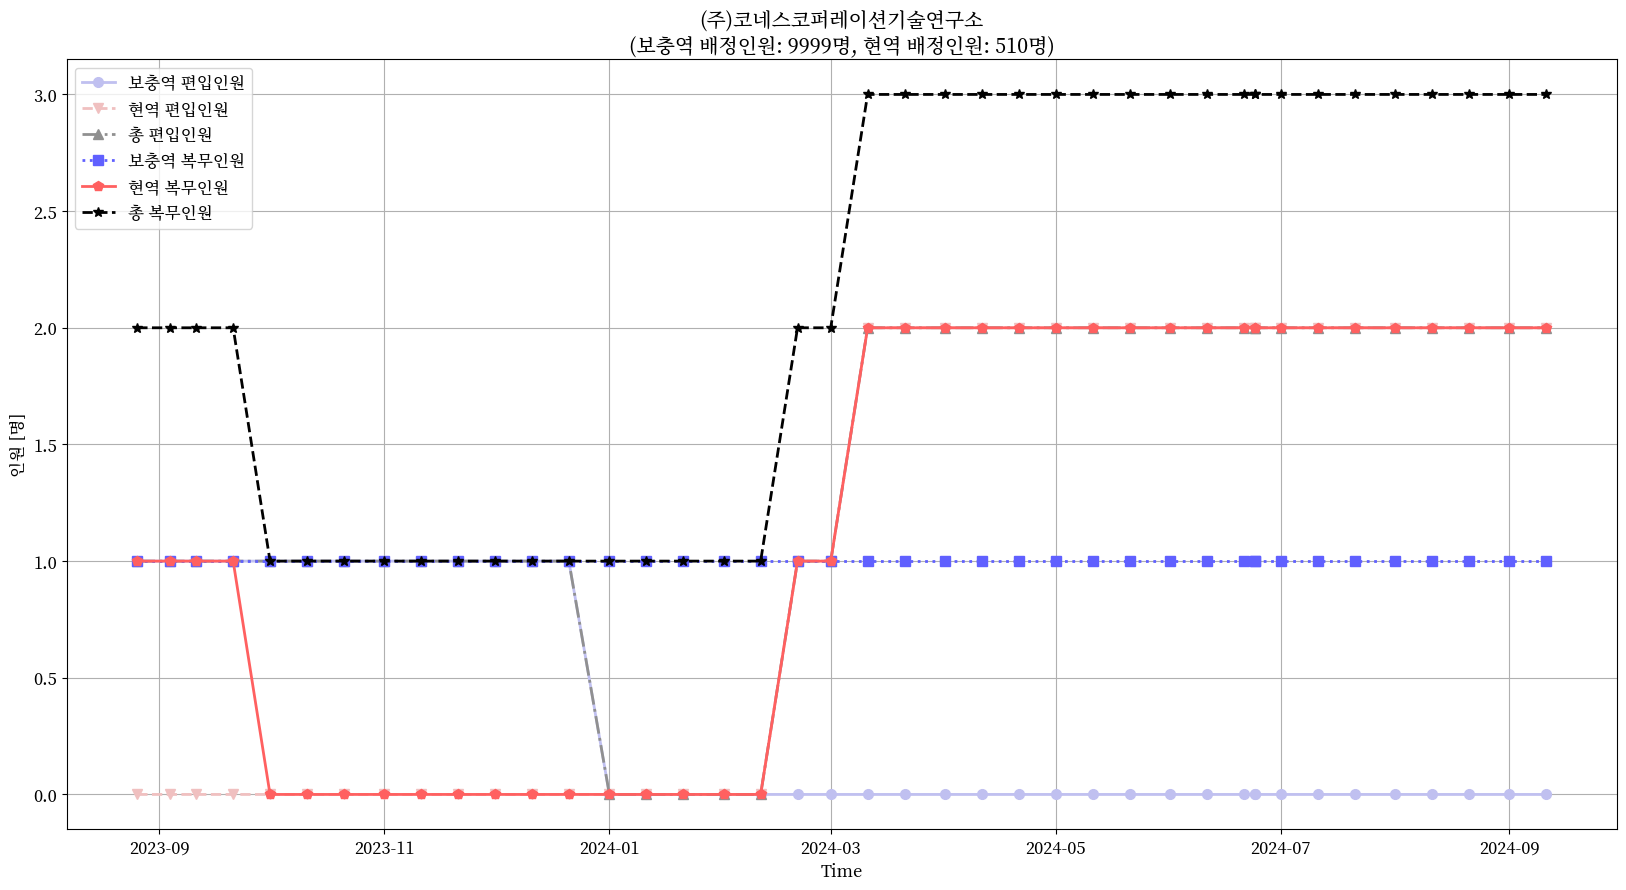 (주)코네스코퍼레이션기술연구소
(보충역 배정인원: 9999명, 현역 배정인원: 510명)
보충역 편입인원
현역 편입인원
총 편입인원
보충역 복무인원
현역 복무인원
총 복무인원
인원 [명]
3.0
2.5
2.0
1.5
1.0
0.5
0.0
2023-09
2023-11
2024-01
2024-03
2024-05
2024-07
2024-09
Time